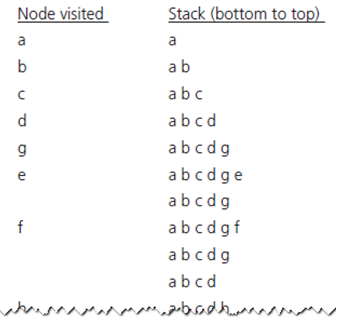 Node visited Stack (bottom to top)
a a
b a b
c a b c
d a b c d
g a b c d g
e a b c d g e
a b c d g
f a b c d g f
a b c d g
a b c d
h a b c d h